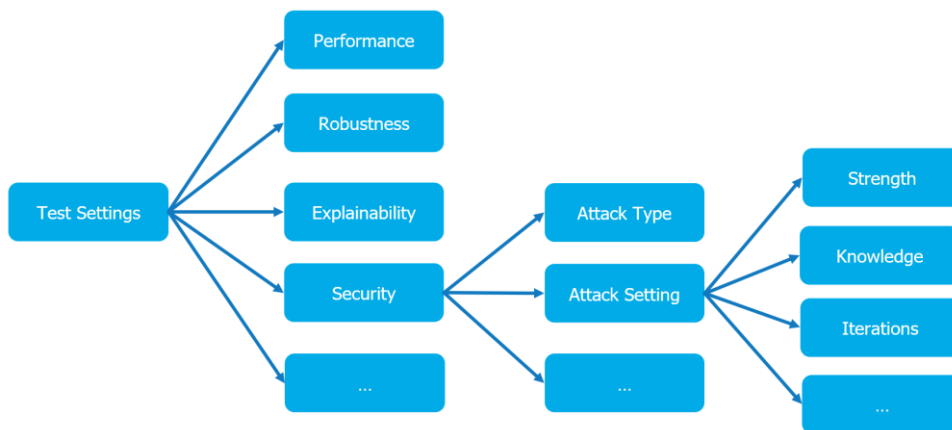 Test Settings
Performance
Robustness
Explainability
Security
...
Attack Type
Attack Setting
...
Strength
Knowledge
Iterations
...